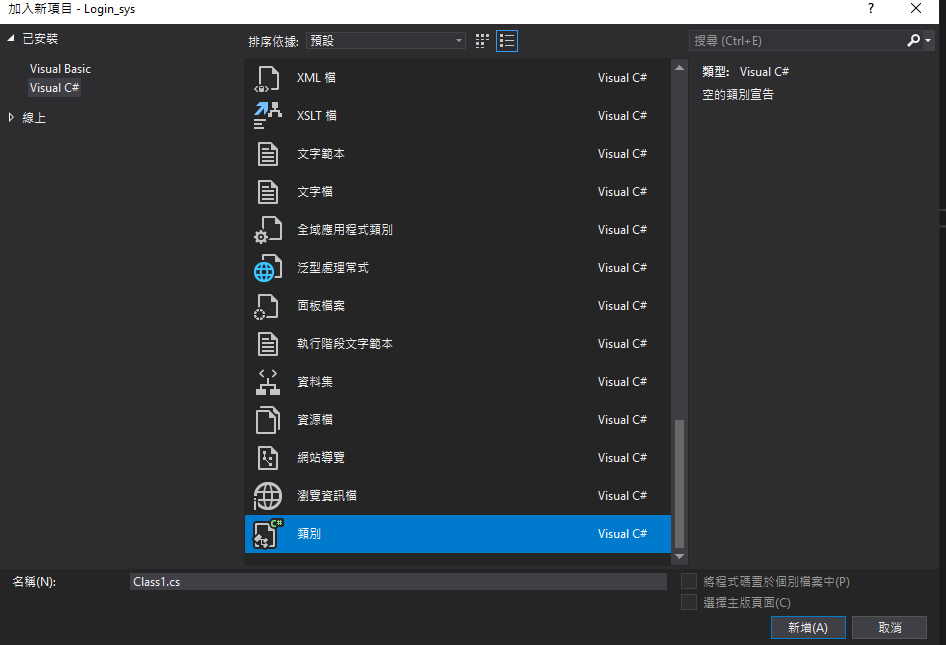 加入新項目 - Login_sys
? ×
已安裝
排序依據: 預設
搜尋 (Ctrl+E)
Visual Basic
Visual C#
線上
XML 檔 Visual C#
XSLT 檔 Visual C#
文字範本 Visual C#
文字檔 Visual C#
全域應用程式類別 Visual C#
泛型處理常式 Visual C#
面板檔案 Visual C#
執行階段文字範本 Visual C#
資料集 Visual C#
資源檔 Visual C#
網站導覽 Visual C#
瀏覽資訊檔 Visual C#
C#
類別 Visual C#
類型: Visual C#
空的類別宣告
名稱(N): Class1.cs
將程式碼置於個別檔案中(P)
選擇主版頁面(C)
新增(A) 取消